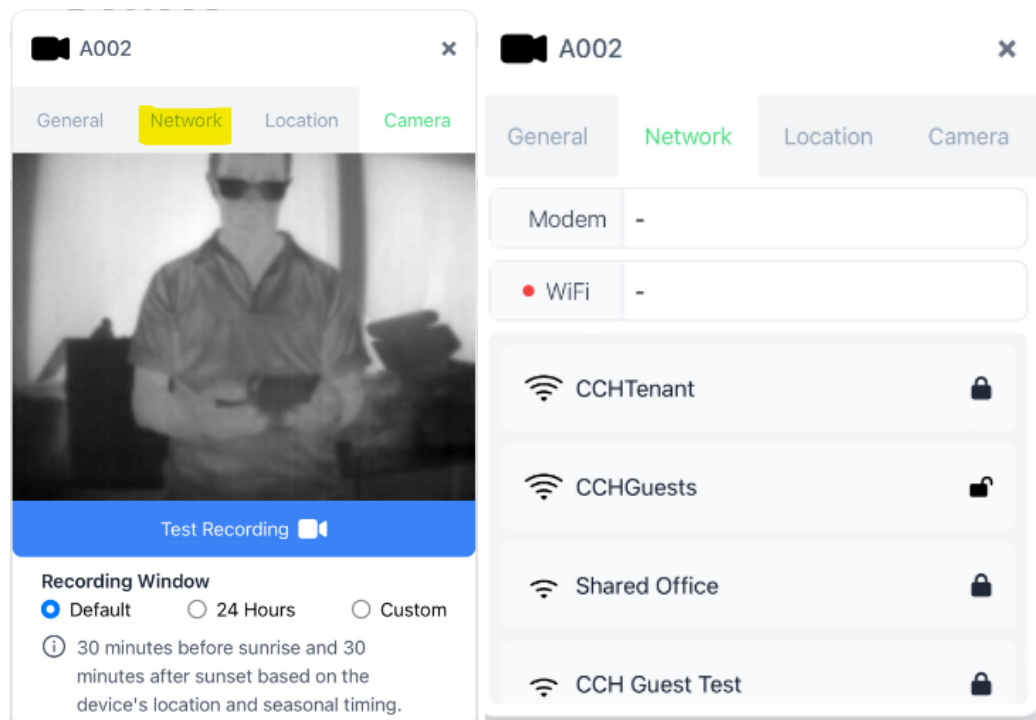 A002
General Network Location Camera
Test Recording
Recording Window
Default 24 Hours Custom
30 minutes before sunrise and 30
minutes after sunset based on the
device's location and seasonal timing.
A002
General Network Location Camera
Modem -
WiFi -
CCHTenant
CCHGuests
Shared Office
CCH Guest Test